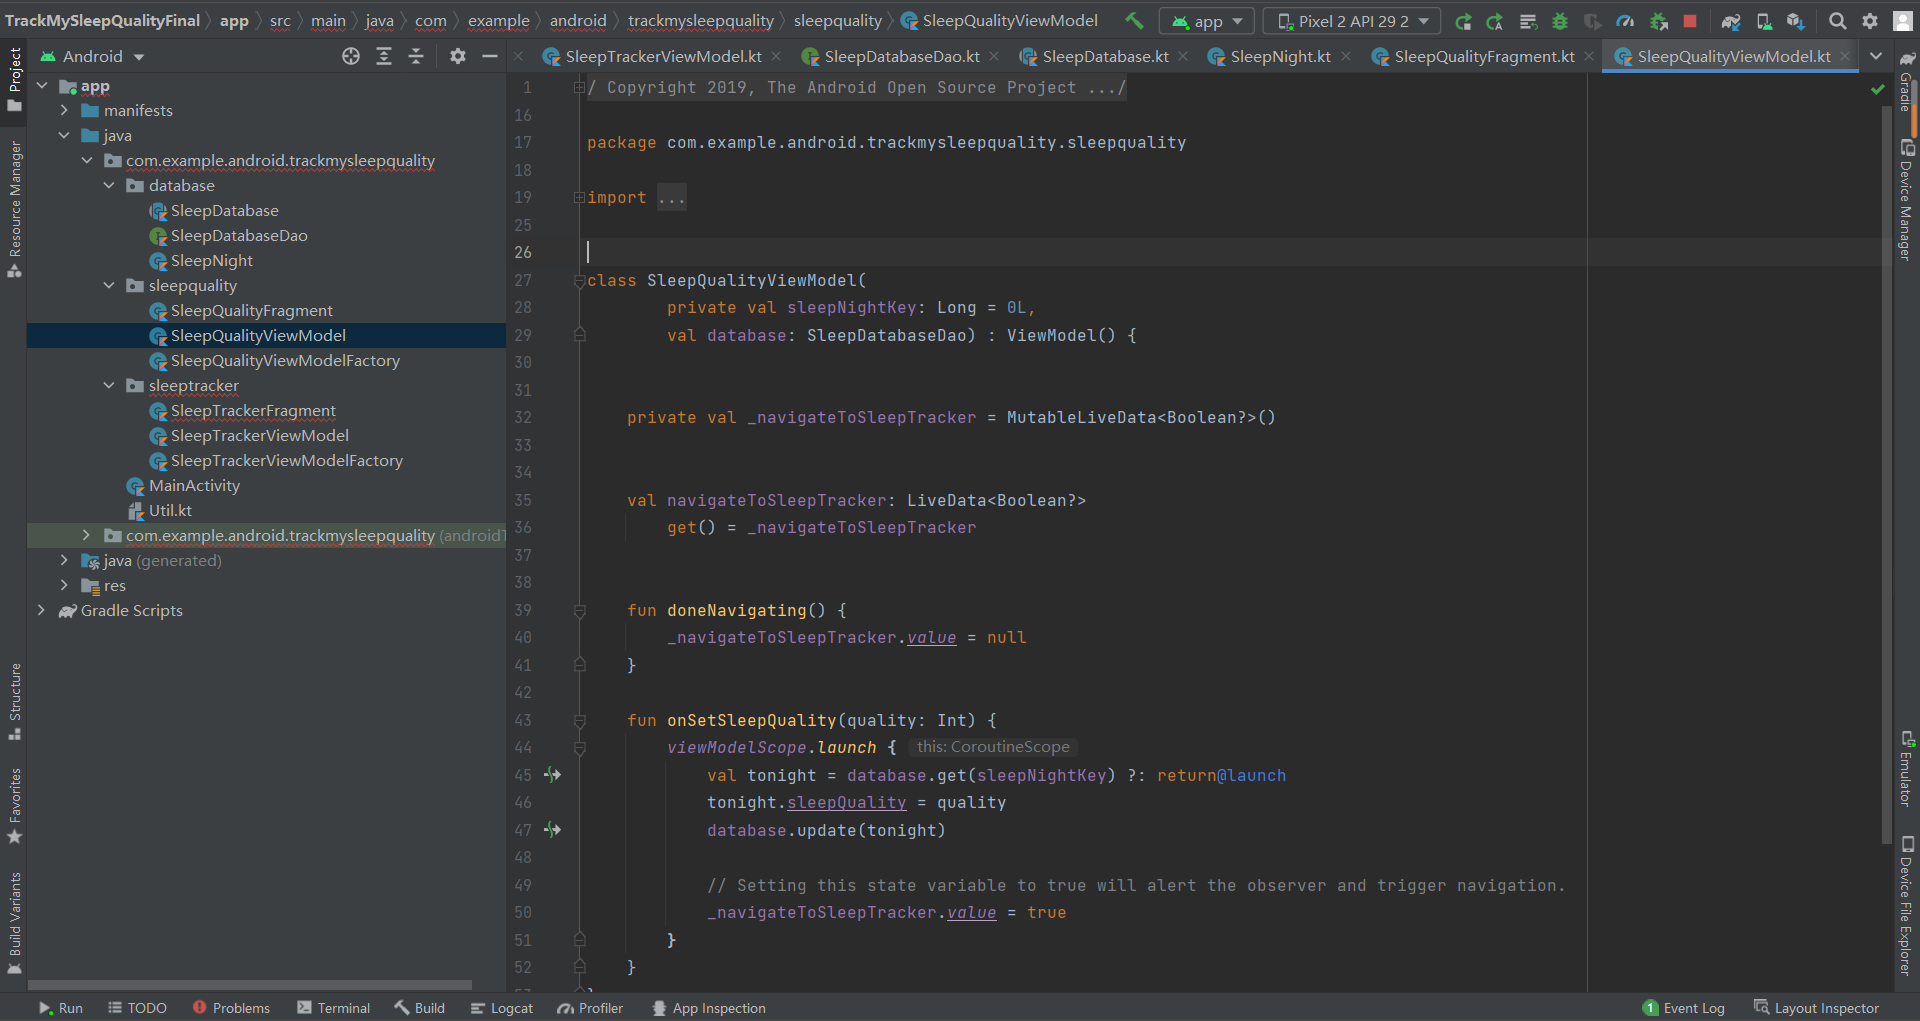 TrackMySleepQualityFinal app src main java com example android trackmysleepquality sleepquality SleepQualityViewModel app Pixel 2 API 29 2
Android
SleepTrackerViewModel.kt SleepDatabaseDao.kt SleepDatabase.kt SleepNight.kt SleepQualityFragment.kt SleepQualityViewModel.kt
Project
Resource Manager
Structure
Favorites
Build Variants
app
manifests
java
com.example.android.trackmysleepquality
database
SleepDatabase
SleepDatabaseDao
SleepNight
sleepquality
SleepQualityFragment
SleepQualityViewModel
SleepQualityViewModelFactory
sleeptracker
SleepTrackerFragment
SleepTrackerViewModel
SleepTrackerViewModelFactory
MainActivity
Util.kt
com.example.android.trackmysleepquality (androidT
java (generated)
res
Gradle Scripts
1 / Copyright 2019, The Android Open Source Project .../
16
17 package com.example.android.trackmysleepquality.sleepquality
18
19 import ...
25
26
27 class SleepQualityViewModel(
28 private val sleepNightKey: Long = 0L,
29 val database: SleepDatabaseDao) : ViewModel() {
30
31
32 private val _navigateToSleepTracker = MutableLiveData<Boolean?>()
33
34
35 val navigateToSleepTracker: LiveData<Boolean?>
36 get() = _navigateToSleepTracker
37
38
39 fun doneNavigating() {
40 _navigateToSleepTracker.value = null
41 }
42
43 fun onSetSleepQuality(quality: Int) {
44 viewModelScope.launch { this: CoroutineScope
45 val tonight = database.get(sleepNightKey) ?: return@launch
46 tonight.sleepQuality = quality
47 database.update(tonight)
48
49 // Setting this state variable to true will alert the observer and trigger navigation.
50 _navigateToSleepTracker.value = true
51 }
52 }
Gradle
Device Manager
Emulator
Device File Explorer
Run TODO Problems Terminal Build Logcat Profiler App Inspection 1 Event Log Layout Inspector